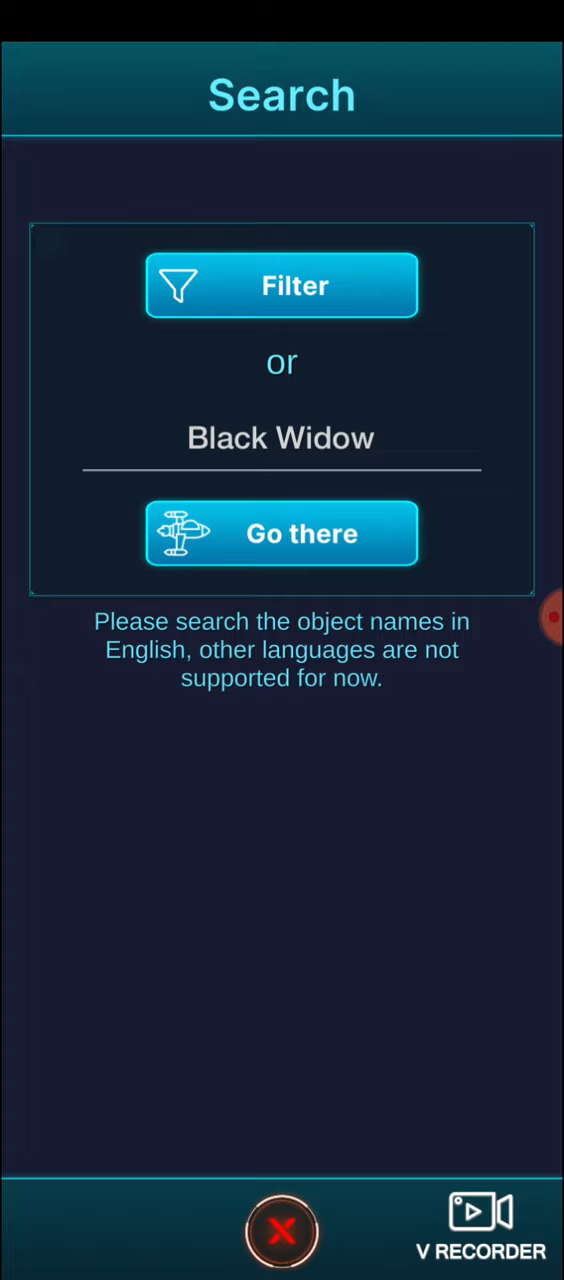 Search
Filter
or
Black Widow
Go there
Please search the object names in
English, other languages are not
supported for now.
V RECORDER